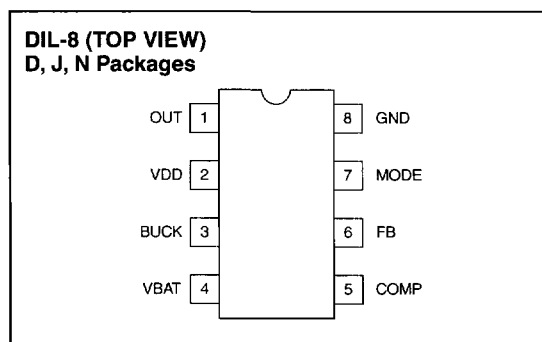 DIL-8 (TOP VIEW)
D, J, N Packages
OUT 1 8 GND
VDD 2 7 MODE
BUCK 3 6 FB
VBAT 4 5 COMP